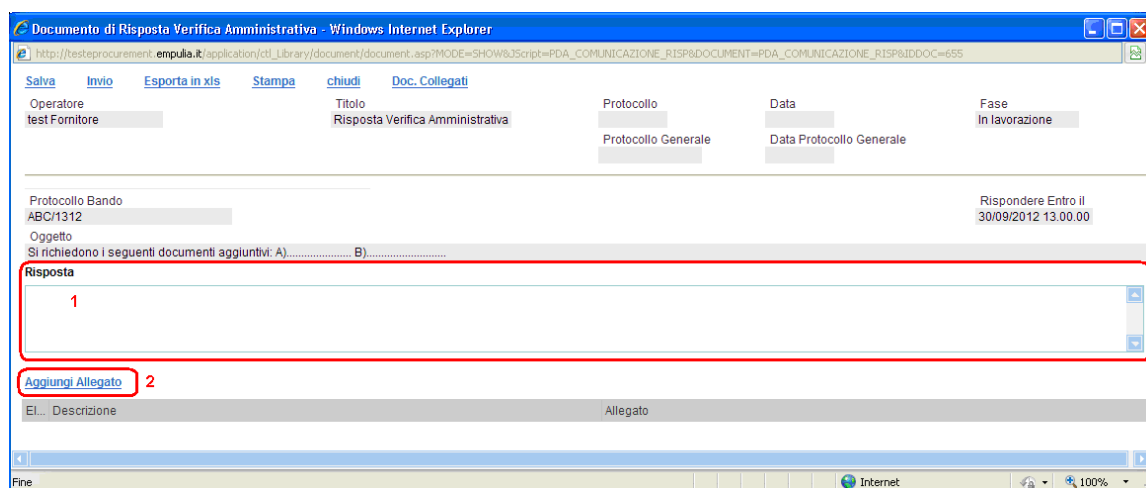 Documento di Risposta Verifica Amministrativa - Windows Internet Explorer
http://testeprocurement.empulia.it/application/ctl_Library/document/document.asp?MODE=SHOW&JScript=PDA_COMUNICAZIONE_RISP&DOCUMENT=PDA_COMUNICAZIONE_RISP&IDDOC=655
Salva Invio Esporta in xls Stampa chiudi Doc. Collegati
Operatore Titolo Protocollo Data Fase
test Fornitore Risposta Verifica Amministrativa In lavorazione
Protocollo Generale Data Protocollo Generale
Protocollo Bando Rispondere Entro il
ABC/1312 30/09/2012 13.00.00
Oggetto
Si richiedono i seguenti documenti aggiuntivi: A)...................... B)...........................
Risposta
1
Aggiungi Allegato 2
El... Descrizione Allegato
Fine Internet 100%